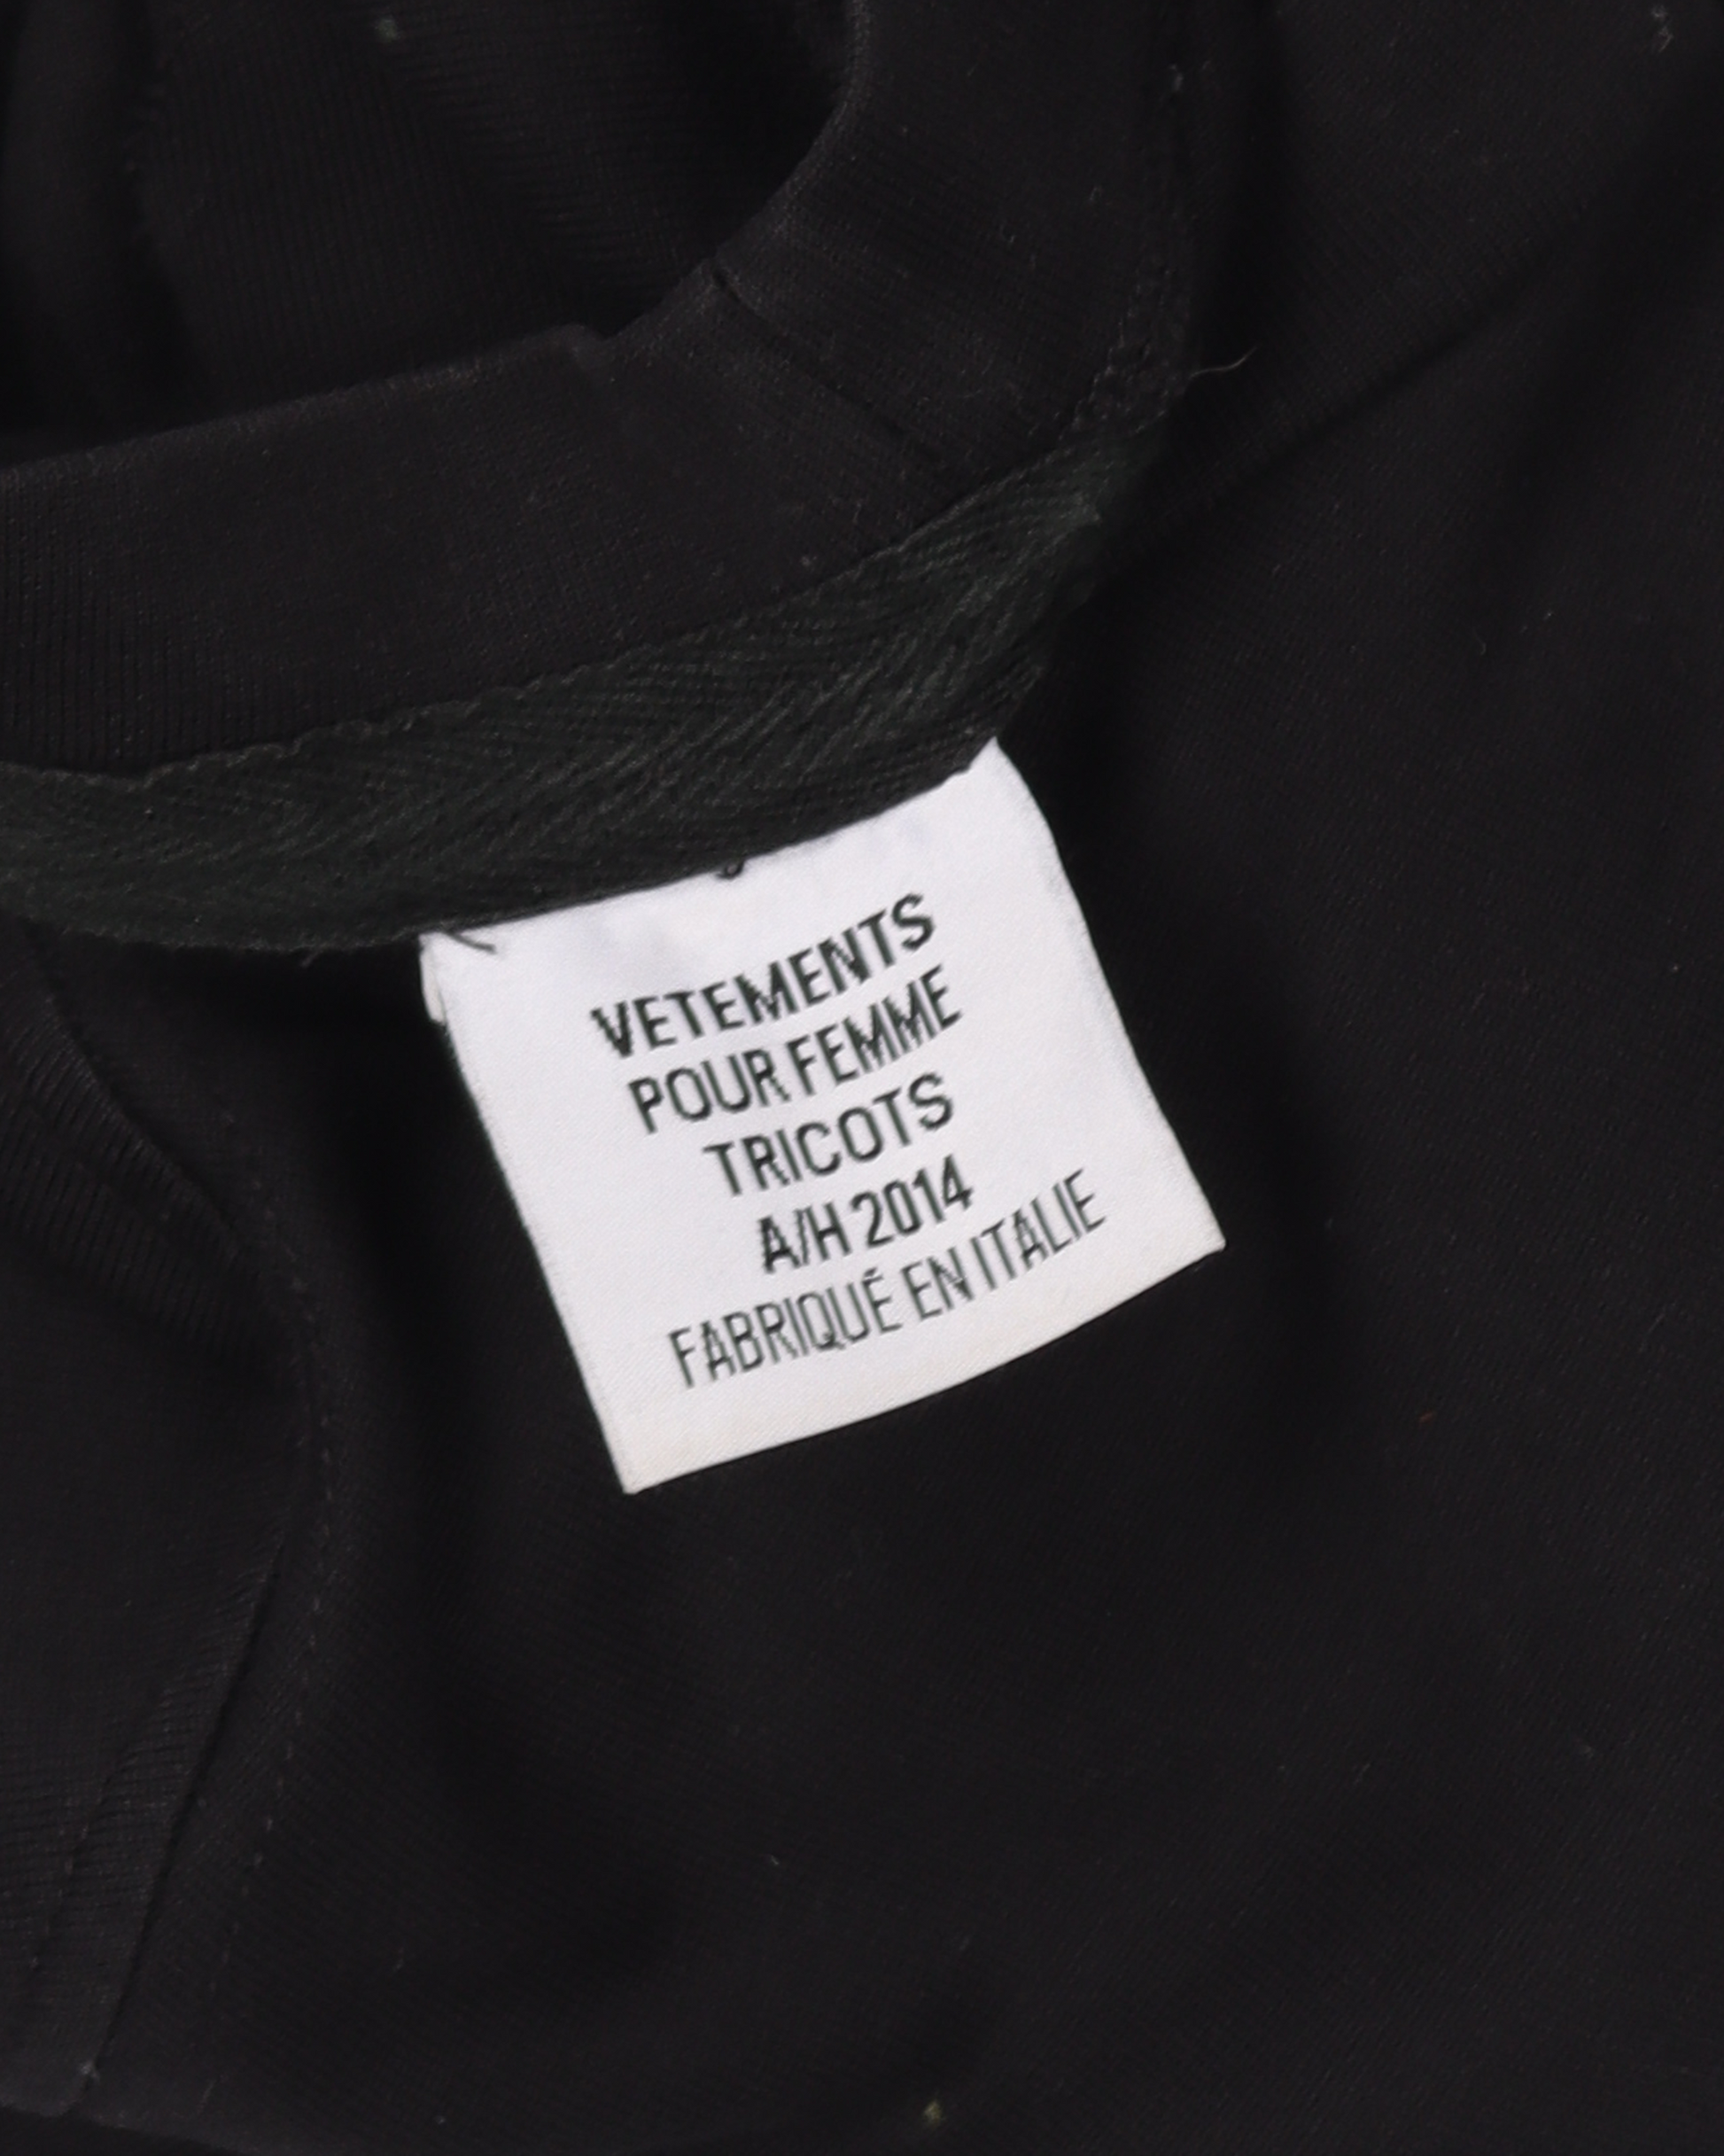 VETEMENTS
POUR FEMME
TRICOTS
A/H 2014
FABRIQUÉ EN ITALIE